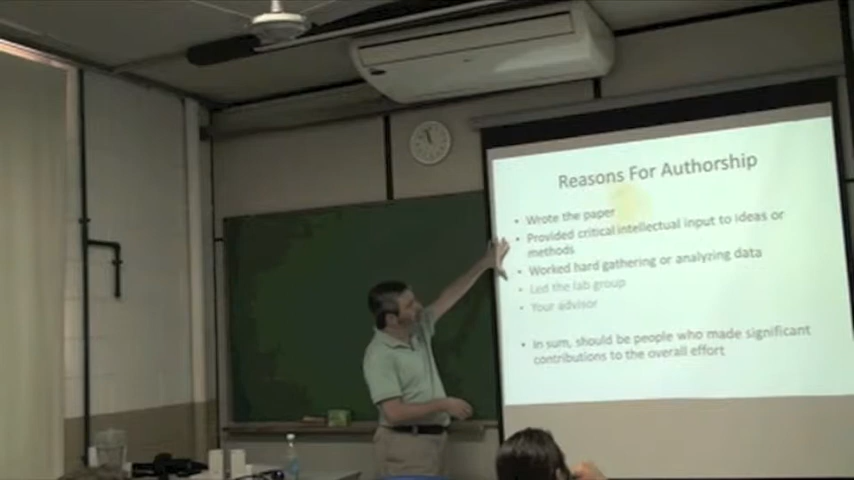 Reasons For Authorship
• Wrote the paper
• Provided critical intellectual input to ideas or
methods
• Worked hard gathering or analyzing data
• Led the lab group
• Your advisor
• In sum, should be people who made significant
contributions to the overall effort